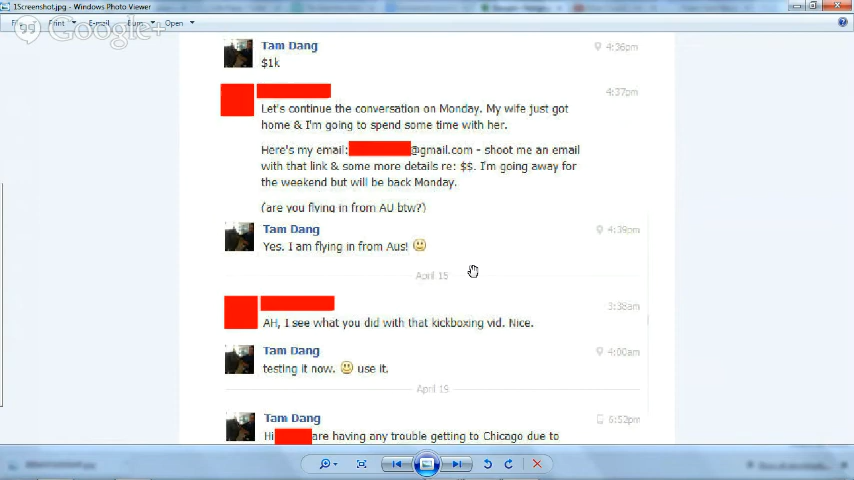 1Screenshot.jpg - Windows Photo Viewer
Print E-mail Burn Open
Google+
Tam Dang 4:36pm
$1k
4:37pm
Let's continue the conversation on Monday. My wife just got
home & I'm going to spend some time with her.
Here's my email: @gmail.com - shoot me an email
with that link & some more details re: $$. I'm going away for
the weekend but will be back Monday.
(are you flying in from AU btw?)
Tam Dang 4:39pm
Yes. I am flying in from Aus!
April 15
3:38am
AH, I see what you did with that kickboxing vid. Nice.
Tam Dang 4:00am
testing it now. use it.
April 19
Tam Dang 6:52pm
Hi are having any trouble getting to Chicago due to